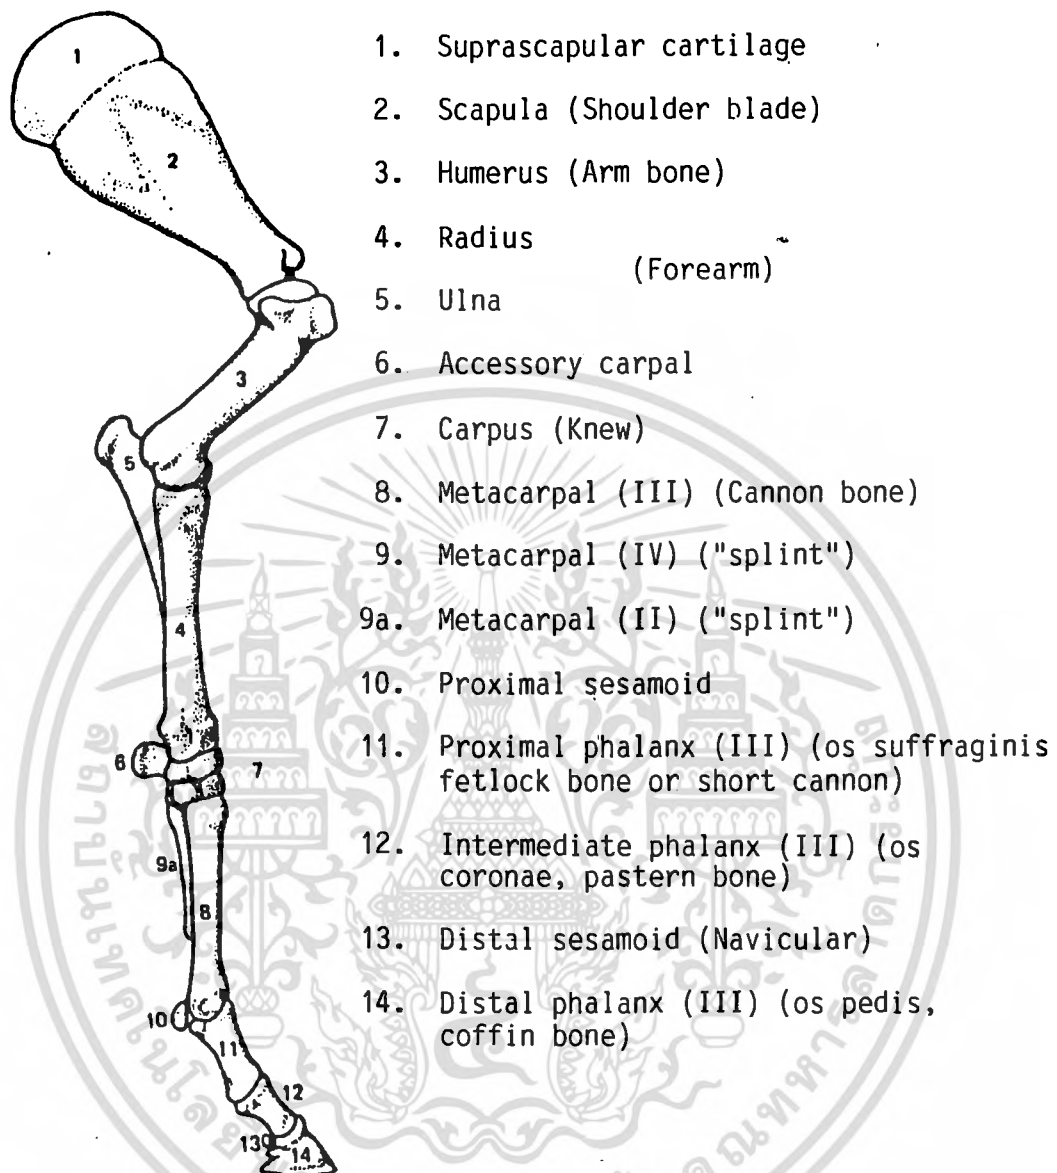 1. Suprascapular cartilage
2. Scapula (Shoulder blade)
3. Humerus (Arm bone)
4. Radius
(Forearm)
5. Ulna
6. Accessory carpal
7. Carpus (Knew)
8. Metacarpal (III) (Cannon bone)
9. Metacarpal (IV) ("splint")
9a. Metacarpal (II) ("splint")
10. Proximal sesamoid
11. Proximal phalanx (III) (os suffraginis
fetlock bone or short cannon)
12. Intermediate phalanx (III) (os
coronae, pastern bone)
13. Distal sesamoid (Navicular)
14. Distal phalanx (III) (os pedis,
coffin bone)
1
2
3
5
4
6
7
9a
8
10
11
12
13
14